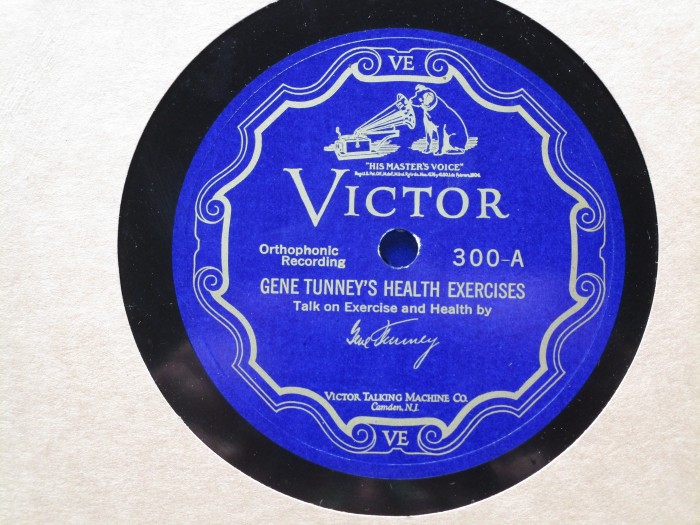 VE
"HIS MASTER'S VOICE"
VICTOR
Orthophonic
Recording
300-A
GENE TUNNEY'S HEALTH EXERCISES
Talk on Exercise and Health by
Gene Tunney
VICTOR TALKING MACHINE CO.
Camden, N.J.
VE